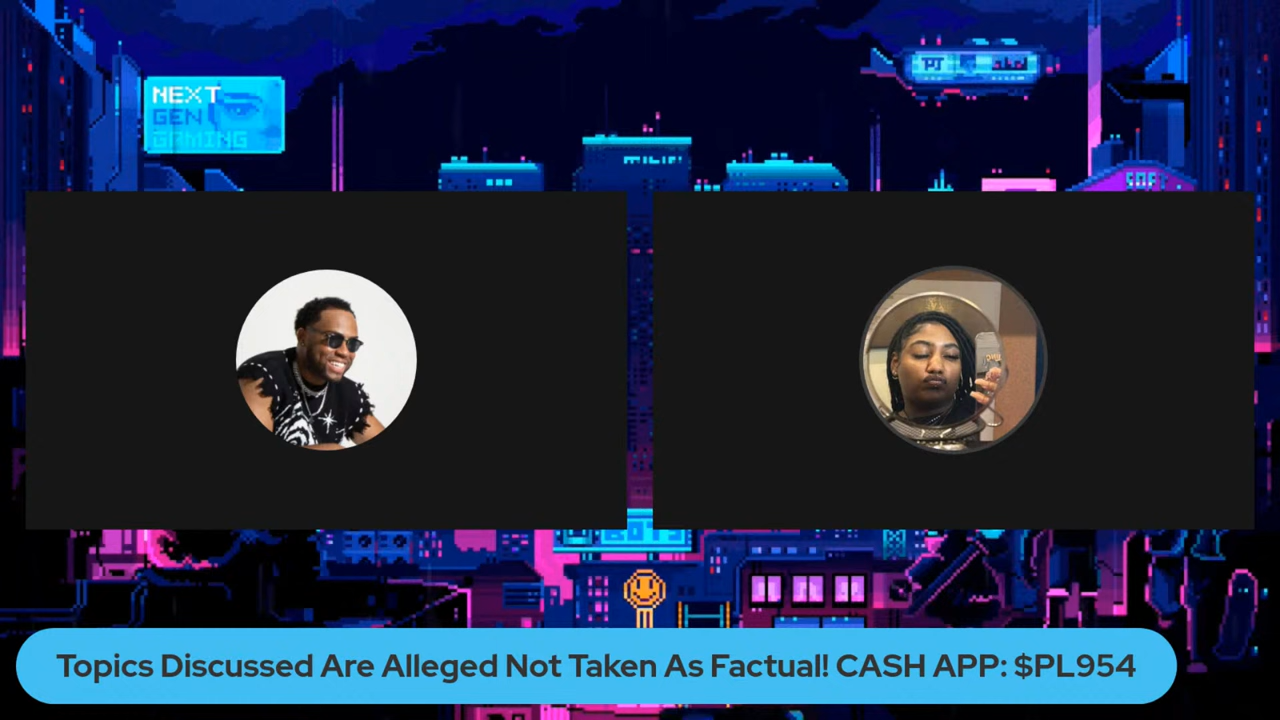 NEXT
GEN
GAMING
Topics Discussed Are Alleged Not Taken As Factual! CASH APP: $PL954